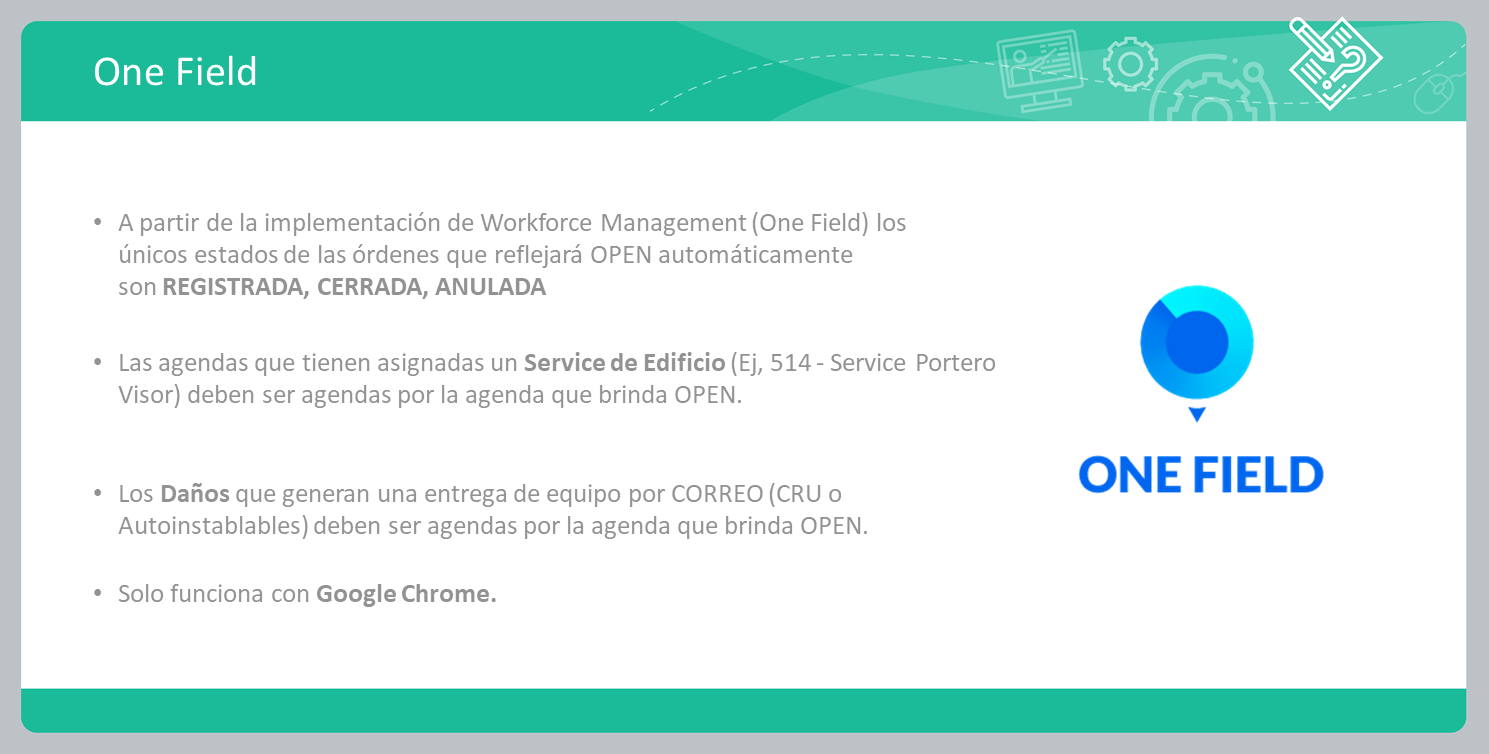 One Field
• A partir de la implementación de Workforce Management (One Field) los
únicos estados de las órdenes que reflejará OPEN automáticamente
son REGISTRADA, CERRADA, ANULADA
• Las agendas que tienen asignadas un Service de Edificio (Ej, 514 - Service Portero
Visor) deben ser agendas por la agenda que brinda OPEN.
• Los Daños que generan una entrega de equipo por CORREO (CRU o
Autoinstablables) deben ser agendas por la agenda que brinda OPEN.
• Solo funciona con Google Chrome.
ONE FIELD